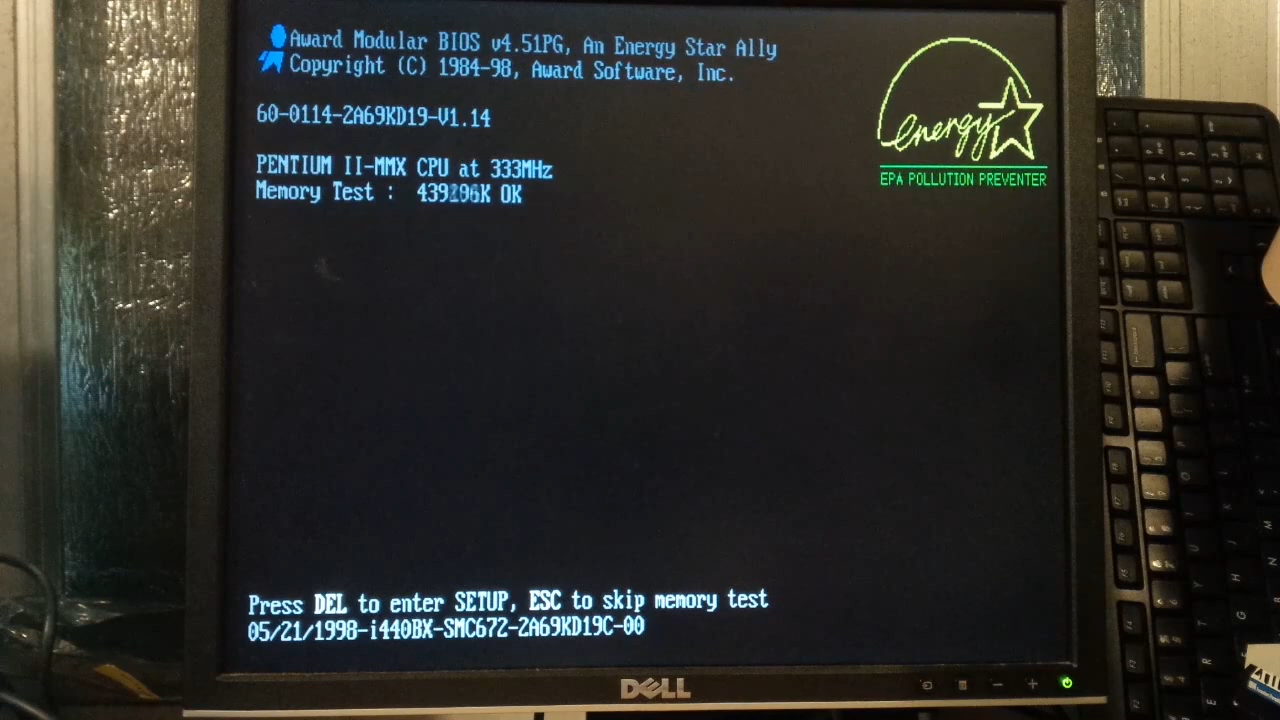 Award Modular BIOS v4.51PG, An Energy Star Ally
Copyright (C) 1984-98, Award Software, Inc.
energy
EPA POLLUTION PREVENTER
60-0114-2A69KD19-V1.14
PENTIUM II-MMX CPU at 333MHz
Memory Test : OK
Press DEL to enter SETUP, ESC to skip memory test
05/21/1998-i440BX-SMC672-2A69KD19C-00
DELL